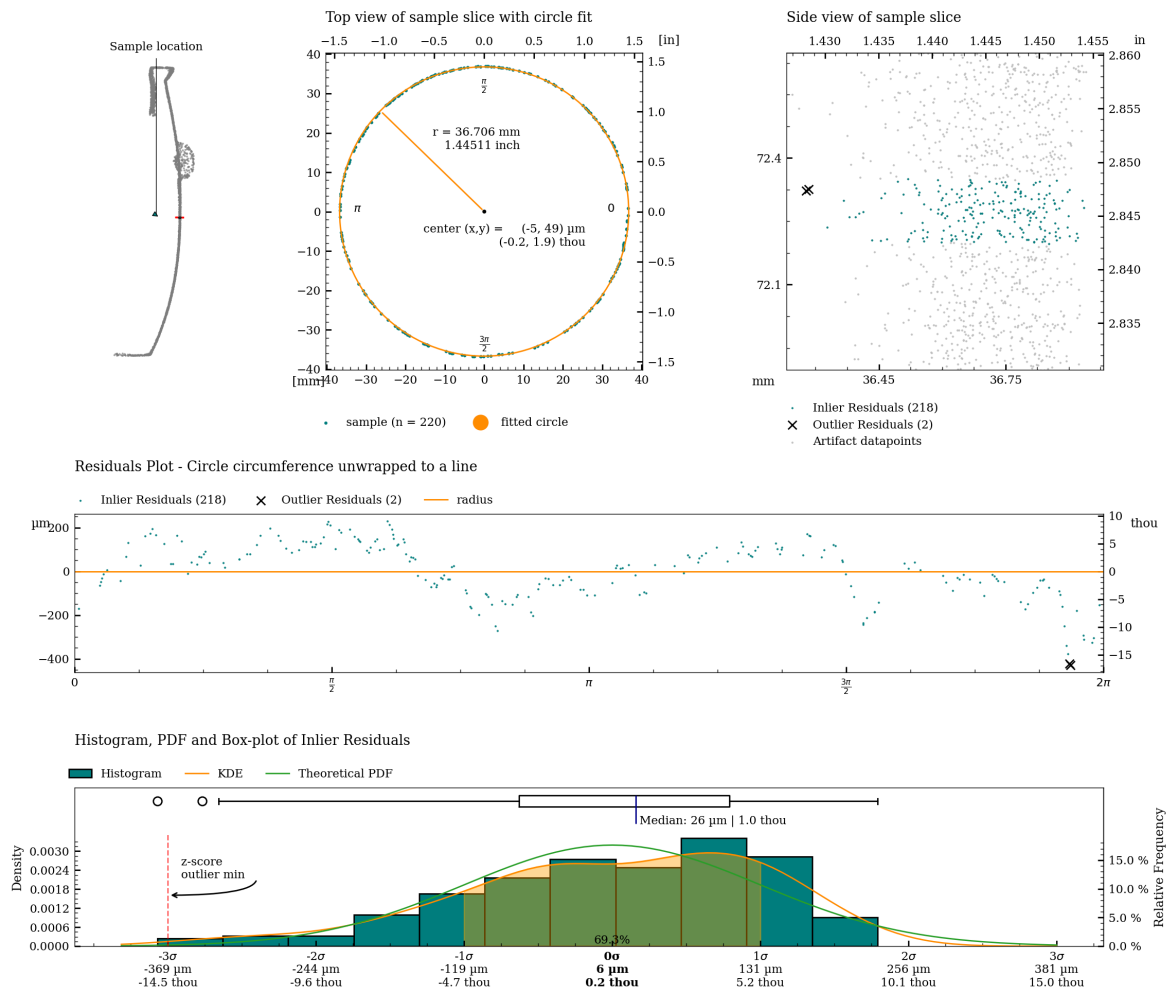 Top view of sample slice with circle fit
Side view of sample slice
Sample location
−1.5 −1.0 −0.5 0.0 0.5 1.0 1.5 [in]
1.430 1.435 1.440 1.445 1.450 1.455 in
40
30
20
10
0
−10
−20
−30
−40
1.5
1.0
0.5
0.0
−0.5
−1.0
−1.5
π/2
r = 36.706 mm
1.44511 inch
π
0
center (x,y) = (-5, 49) µm
(-0.2, 1.9) thou
3π/2
[mm]
−40 −30 −20 −10 0 10 20 30 40
2.860
2.855
2.850
2.845
2.840
2.835
72.4
72.1
mm 36.45 36.75
sample (n = 220) fitted circle
Inlier Residuals (218)
Outlier Residuals (2)
Artifact datapoints
Residuals Plot - Circle circumference unwrapped to a line
Inlier Residuals (218) Outlier Residuals (2) radius
µm
200
0
−200
−400
10 thou
5
0
−5
−10
−15
0 π/2 π 3π/2 2π
Histogram, PDF and Box-plot of Inlier Residuals
Histogram KDE Theoretical PDF
Median: 26 µm | 1.0 thou
z-score
outlier min
Density
0.0030
0.0024
0.0018
0.0012
0.0006
0.0000
Relative Frequency
15.0 %
10.0 %
5.0 %
0.0 %
69.3%
-3σ -2σ -1σ 0σ 1σ 2σ 3σ
-369 µm -244 µm -119 µm 6 µm 131 µm 256 µm 381 µm
-14.5 thou -9.6 thou -4.7 thou 0.2 thou 5.2 thou 10.1 thou 15.0 thou